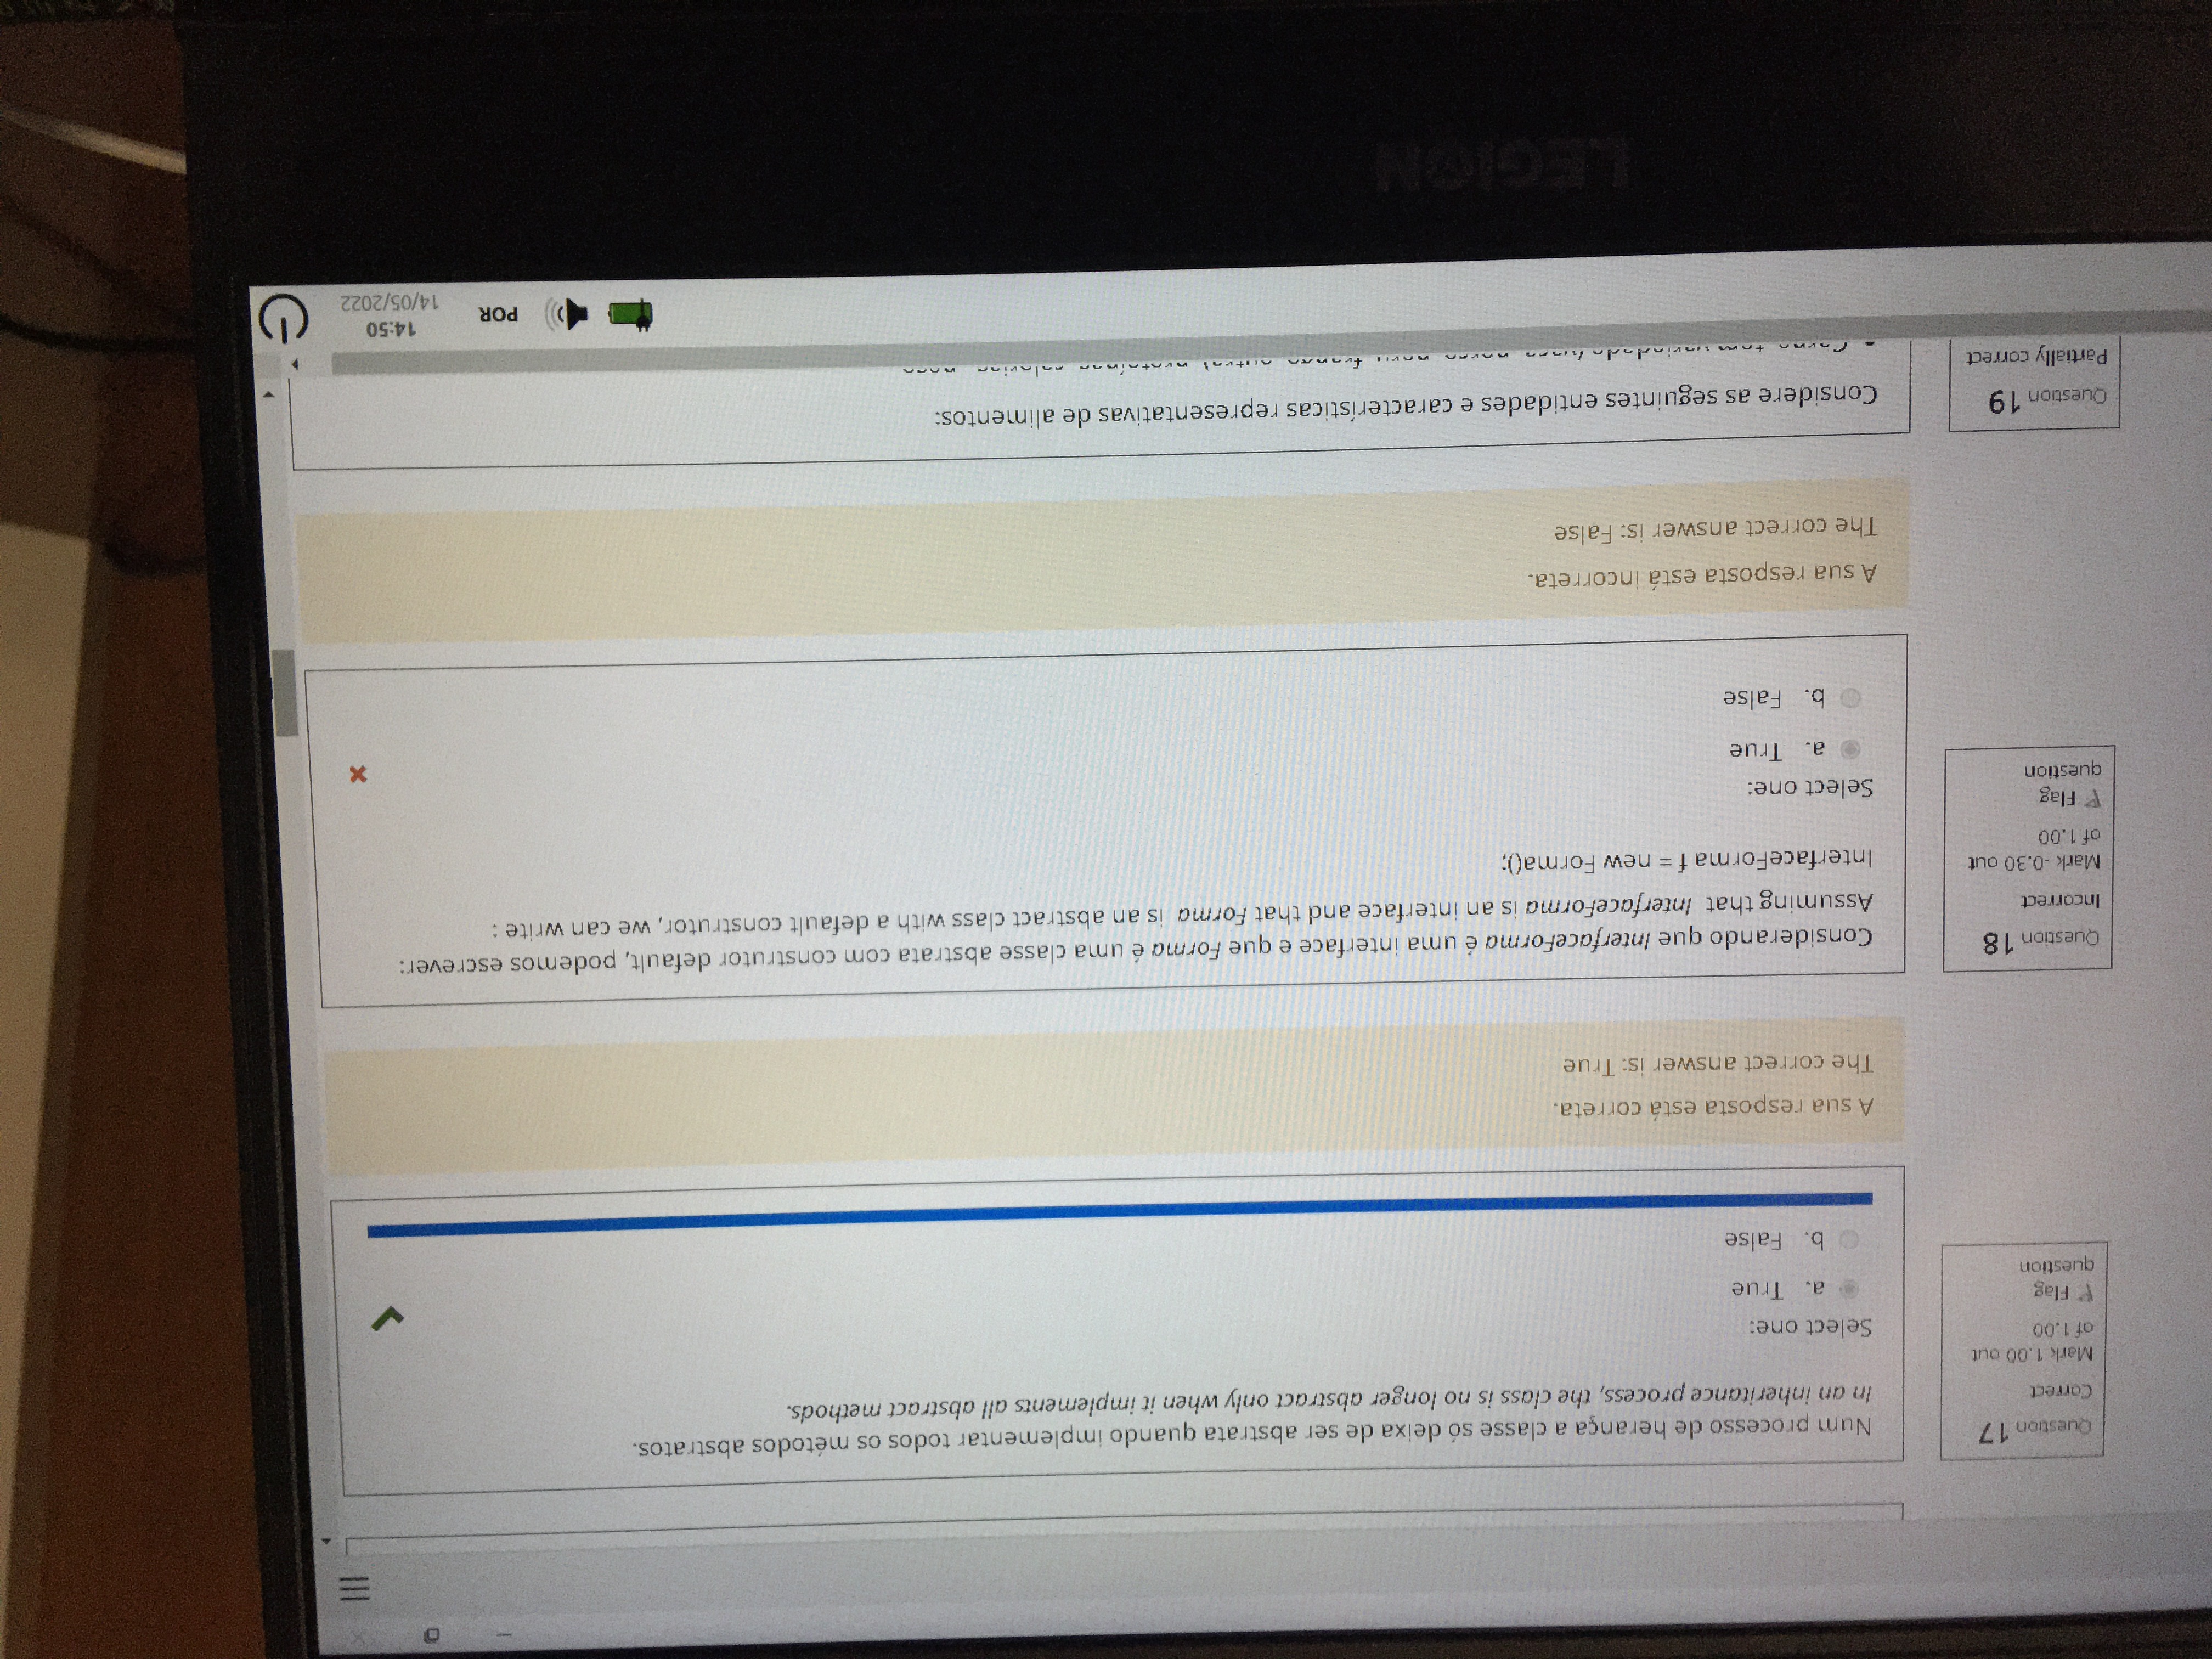 Question 17
Correct
Mark 1.00 out
of 1.00
Flag
question
Num processo de herança a classe só deixa de ser abstrata quando implementar todos os métodos abstratos.
In an inheritance process, the class is no longer abstract only when it implements all abstract methods.
Select one:
a. True
b. False
A sua resposta está correta.
The correct answer is: True
Question 18
Incorrect
Mark -0.30 out
of 1.00
Flag
question
Considerando que InterfaceForma é uma interface e que Forma é uma classe abstrata com construtor default, podemos escrever:
Assuming that InterfaceForma is an interface and that Forma is an abstract class with a default construtor, we can write :
InterfaceForma f = new Forma();
Select one:
a. True
b. False
A sua resposta está incorreta.
The correct answer is: False
Question 19
Partially correct
Considere as seguintes entidades e características representativas de alimentos:
POR
14:50
14/05/2022
LEGION